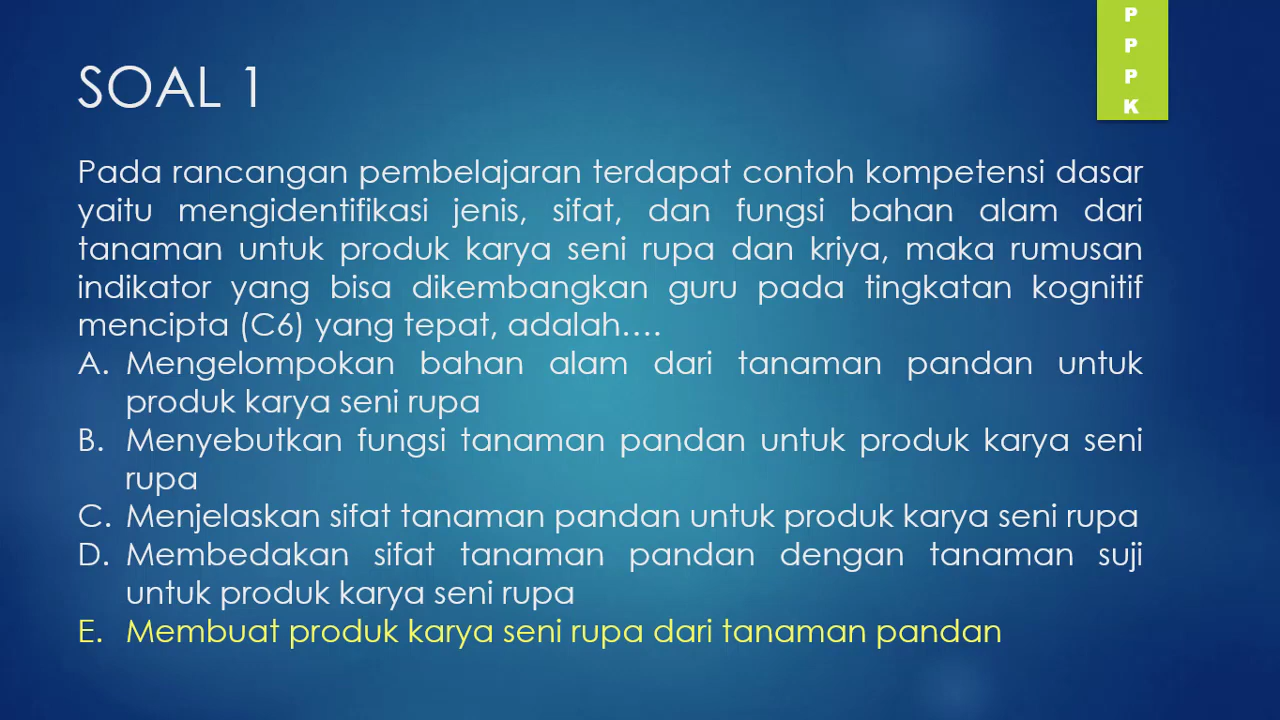 P
P
P
K
SOAL 1
Pada rancangan pembelajaran terdapat contoh kompetensi dasar
yaitu mengidentifikasi jenis, sifat, dan fungsi bahan alam dari
tanaman untuk produk karya seni rupa dan kriya, maka rumusan
indikator yang bisa dikembangkan guru pada tingkatan kognitif
mencipta (C6) yang tepat, adalah....
A. Mengelompokan bahan alam dari tanaman pandan untuk
produk karya seni rupa
B. Menyebutkan fungsi tanaman pandan untuk produk karya seni
rupa
C. Menjelaskan sifat tanaman pandan untuk produk karya seni rupa
D. Membedakan sifat tanaman pandan dengan tanaman suji
untuk produk karya seni rupa
E. Membuat produk karya seni rupa dari tanaman pandan